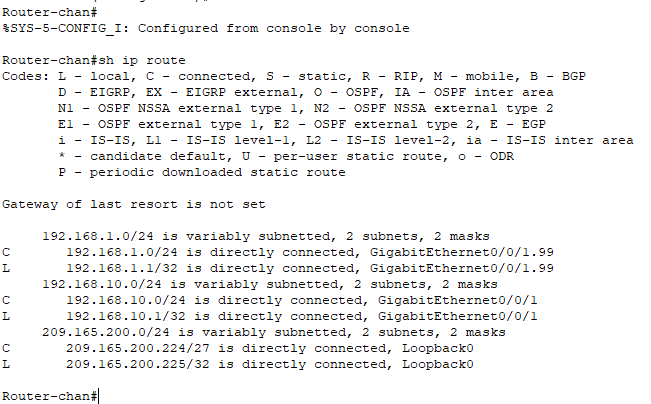 Router-chan#
%SYS-5-CONFIG_I: Configured from console by console
Router-chan#sh ip route
Codes: L - local, C - connected, S - static, R - RIP, M - mobile, B - BGP
D - EIGRP, EX - EIGRP external, O - OSPF, IA - OSPF inter area
N1 - OSPF NSSA external type 1, N2 - OSPF NSSA external type 2
E1 - OSPF external type 1, E2 - OSPF external type 2, E - EGP
i - IS-IS, L1 - IS-IS level-1, L2 - IS-IS level-2, ia - IS-IS inter area
* - candidate default, U - per-user static route, o - ODR
P - periodic downloaded static route
Gateway of last resort is not set
192.168.1.0/24 is variably subnetted, 2 subnets, 2 masks
C 192.168.1.0/24 is directly connected, GigabitEthernet0/0/1.99
L 192.168.1.1/32 is directly connected, GigabitEthernet0/0/1.99
192.168.10.0/24 is variably subnetted, 2 subnets, 2 masks
C 192.168.10.0/24 is directly connected, GigabitEthernet0/0/1
L 192.168.10.1/32 is directly connected, GigabitEthernet0/0/1
209.165.200.0/24 is variably subnetted, 2 subnets, 2 masks
C 209.165.200.224/27 is directly connected, Loopback0
L 209.165.200.225/32 is directly connected, Loopback0
Router-chan#